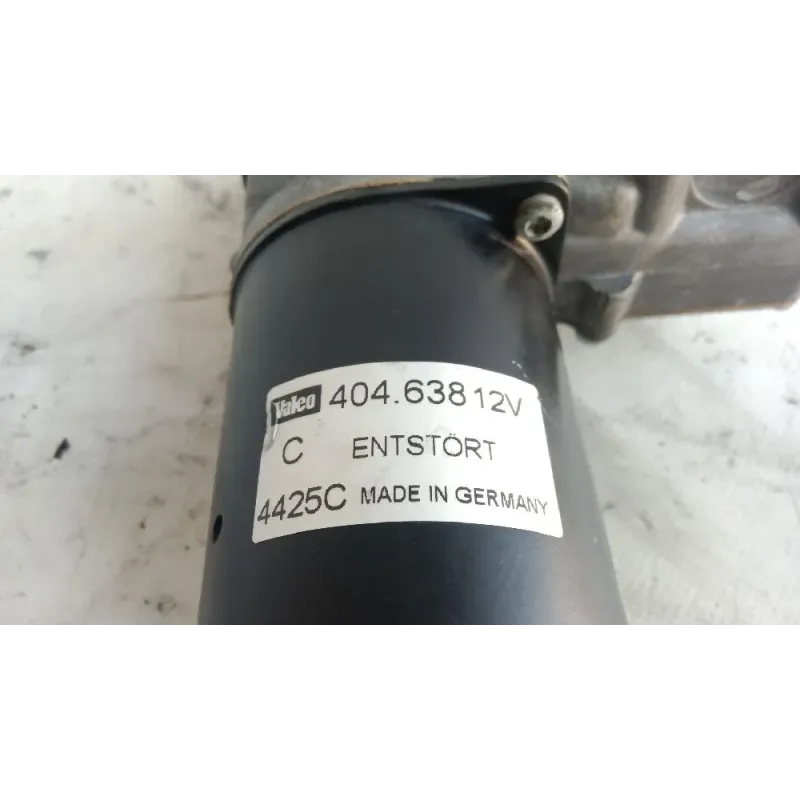 Valeo 404.638 12V
C ENTSTÖRT
4425C MADE IN GERMANY